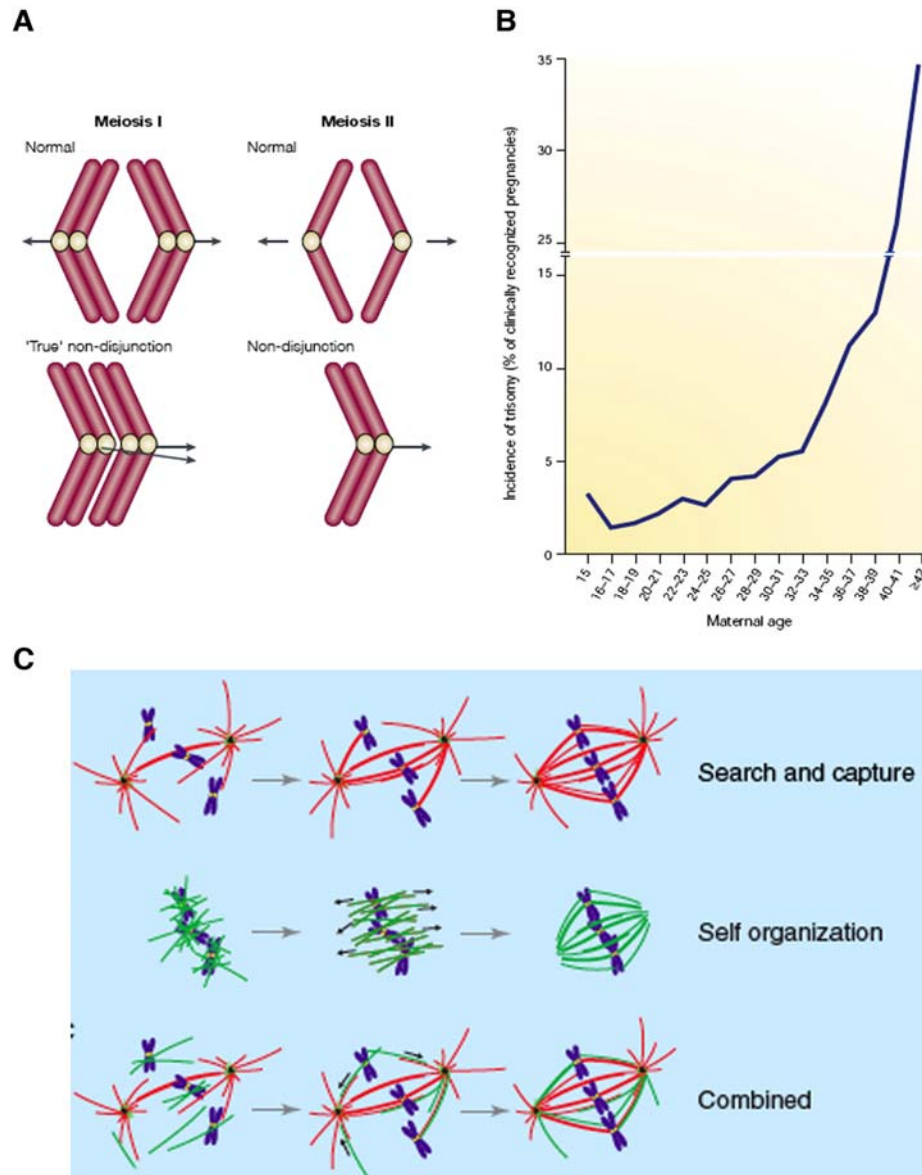 A
Meiosis I
Meiosis II
Normal
Normal
'True' non-disjunction
Non-disjunction
B
Incidence of trisomy (% of clinically recognized pregnancies)
35
30
25
15
10
5
0
15
16–17
18–19
20–21
22–23
24–25
26–27
28–29
30–31
32–33
34–35
36–37
38–39
40–41
≥42
Maternal age
C
Search and capture
Self organization
Combined